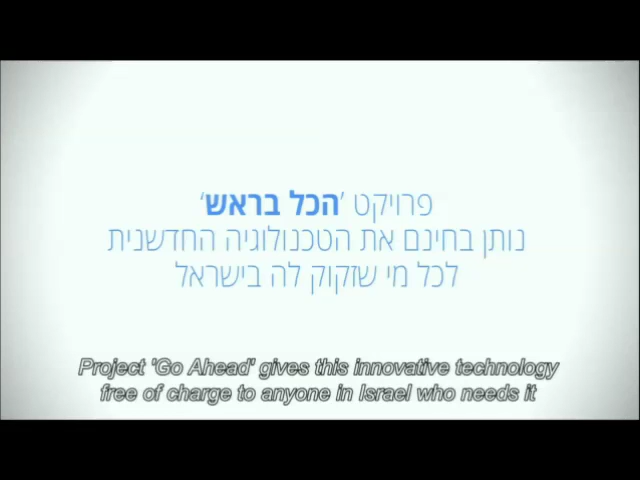 פרויקט 'הכל בראש'
נותן בחינם את הטכנולוגיה החדשנית
לכל מי שזקוק לה בישראל
Project 'Go Ahead' gives this innovative technology
free of charge to anyone in Israel who needs it